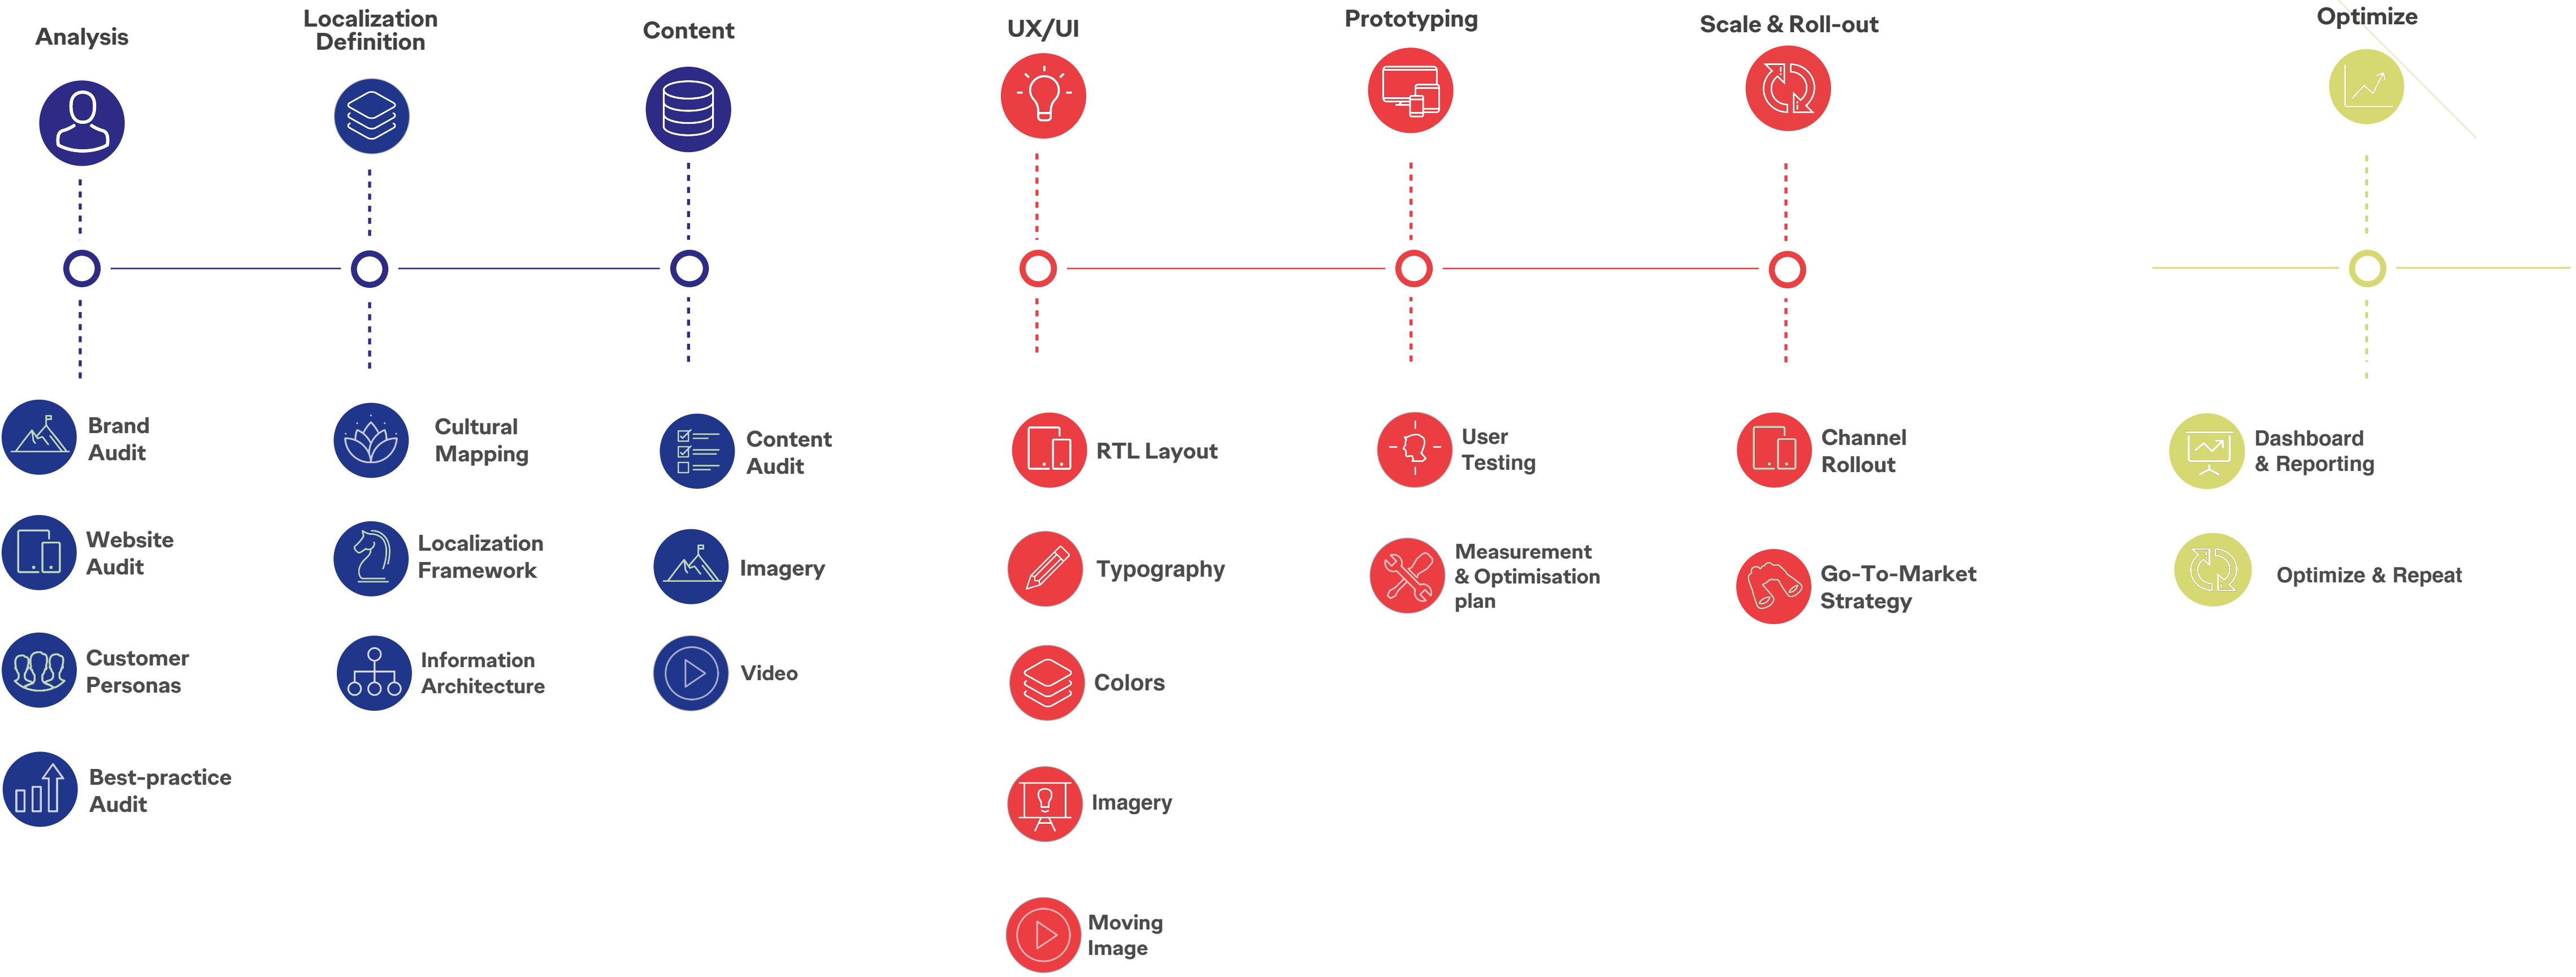 Analysis
Localization
Definition
Content
UX/UI
Prototyping
Scale & Roll-out
Optimize
Brand
Audit
Website
Audit
Customer
Personas
Best-practice
Audit
Cultural
Mapping
Localization
Framework
Information
Architecture
Content
Audit
Imagery
Video
RTL Layout
Typography
Colors
Imagery
Moving
Image
User
Testing
Measurement
& Optimisation
plan
Channel
Rollout
Go-To-Market
Strategy
Dashboard
& Reporting
Optimize & Repeat